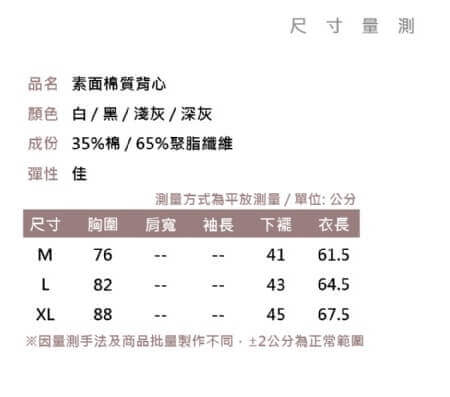 尺寸量測
品名 素面棉質背心
顏色 白 / 黑 / 淺灰 / 深灰
成份 35%棉 / 65%聚脂纖維
彈性 佳
測量方式為平放測量 / 單位: 公分
尺寸 胸圍 肩寬 袖長 下襬 衣長
M 76 -- -- 41 61.5
L 82 -- -- 43 64.5
XL 88 -- -- 45 67.5
※因量測手法及商品批量製作不同，±2公分為正常範圍